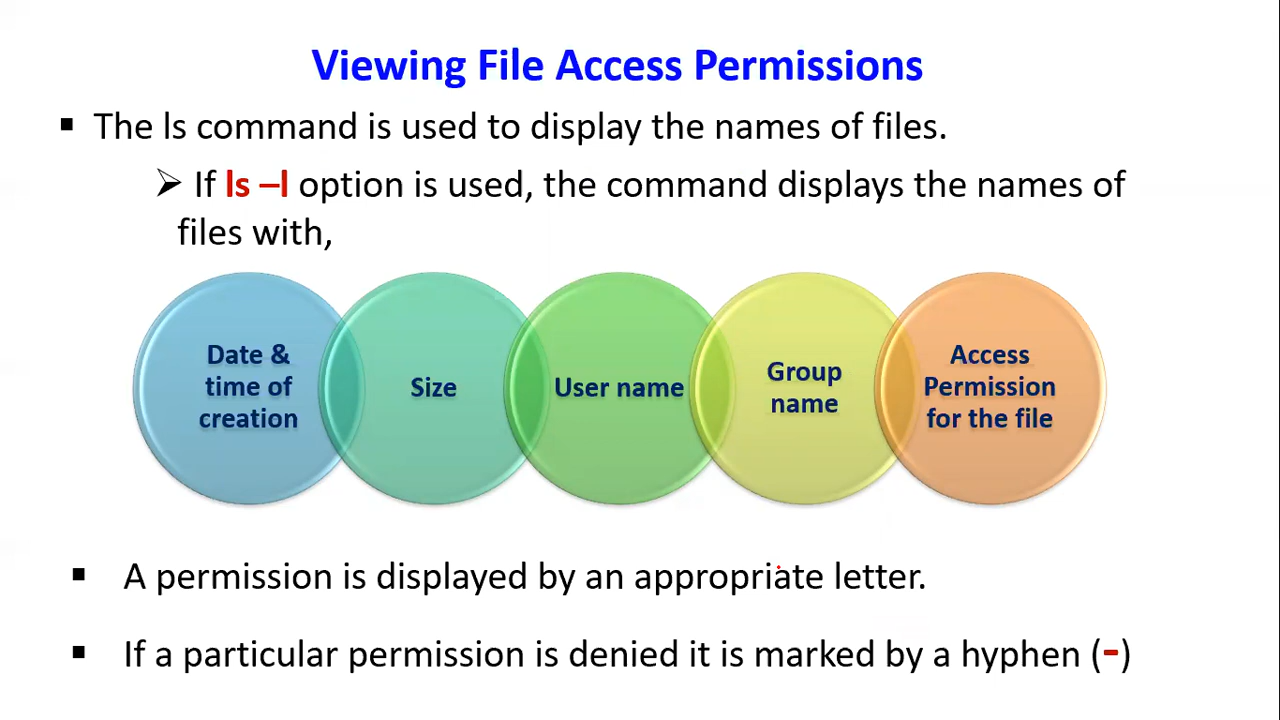 Viewing File Access Permissions
▪ The ls command is used to display the names of files.
➢ If ls –l option is used, the command displays the names of
files with,
Date &
time of
creation
Size
User name
Group
name
Access
Permission
for the file
▪ A permission is displayed by an appropriate letter.
▪ If a particular permission is denied it is marked by a hyphen (-)